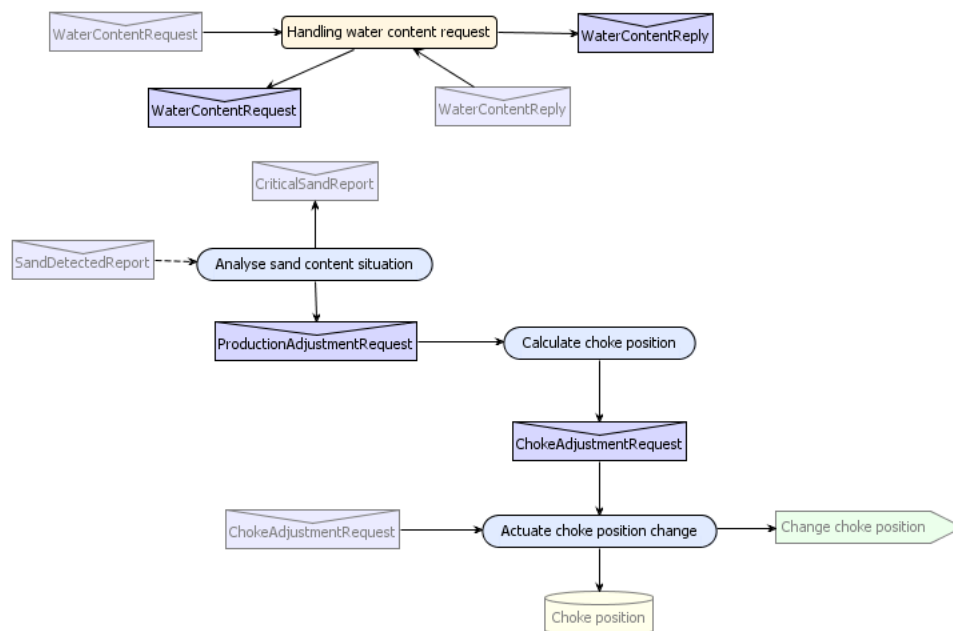 WaterContentRequest
Handling water content request
WaterContentReply
WaterContentRequest
WaterContentReply
CriticalSandReport
SandDetectedReport
Analyse sand content situation
ProductionAdjustmentRequest
Calculate choke position
ChokeAdjustmentRequest
ChokeAdjustmentRequest
Actuate choke position change
Change choke position
Choke position